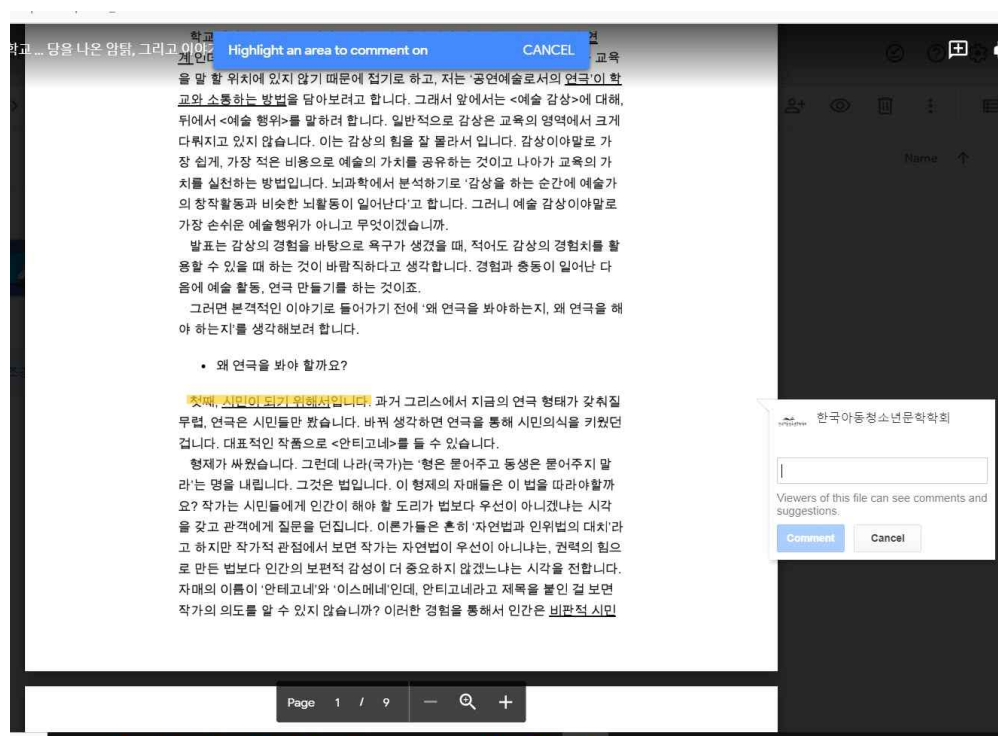 학교
연
Highlight an area to comment on CANCEL
학교 ... 당을 나온 암탉, 그리고 이야기
계인데
교육
을 말 할 위치에 있지 않기 때문에 접기로 하고, 저는 ‘공연예술로서의 연극’이 학
교와 소통하는 방법을 담아보려고 합니다. 그래서 앞에서는 <예술 감상>에 대해,
뒤에서 <예술 행위>를 말하려 합니다. 일반적으로 감상은 교육의 영역에서 크게
다뤄지고 있지 않습니다. 이는 감상의 힘을 잘 몰라서 입니다. 감상이야말로 가
장 쉽게, 가장 적은 비용으로 예술의 가치를 공유하는 것이고 나아가 교육의 가
치를 실천하는 방법입니다. 뇌과학에서 분석하기로 ‘감상을 하는 순간에 예술가
의 창작활동과 비슷한 뇌활동이 일어난다’고 합니다. 그러니 예술 감상이야말로
가장 손쉬운 예술행위가 아니고 무엇이겠습니까.
발표는 감상의 경험을 바탕으로 욕구가 생겼을 때, 적어도 감상의 경험치를 활
용할 수 있을 때 하는 것이 바람직하다고 생각합니다. 경험과 충동이 일어난 다
음에 예술 활동, 연극 만들기를 하는 것이죠.
그러면 본격적인 이야기로 들어가기 전에 ‘왜 연극을 봐야하는지, 왜 연극을 해
야 하는지’를 생각해보려 합니다.
• 왜 연극을 봐야 할까요?
첫째, 시민이 되기 위해서입니다. 과거 그리스에서 지금의 연극 형태가 갖춰질
무렵, 연극은 시민들만 봤습니다. 바꿔 생각하면 연극을 통해 시민의식을 키웠던
겁니다. 대표적인 작품으로 <안티고네>를 들 수 있습니다.
형제가 싸웠습니다. 그런데 나라(국가)는 ‘형은 묻어주고 동생은 묻어주지 말
라’는 명을 내립니다. 그것은 법입니다. 이 형제의 자매들은 이 법을 따라야할까
요? 작가는 시민들에게 인간이 해야 할 도리가 법보다 우선이 아니겠냐는 시각
을 갖고 관객에게 질문을 던집니다. 이론가들은 흔히 ‘자연법과 인위법의 대치’라
고 하지만 작가적 관점에서 보면 작가는 자연법이 우선이 아니냐는, 권력의 힘으
로 만든 법보다 인간의 보편적 감성이 더 중요하지 않겠느냐는 시각을 전합니다.
자매의 이름이 ‘안테고네’와 ‘이스메네’인데, 안티고네라고 제목을 붙인 걸 보면
작가의 의도를 알 수 있지 않습니까? 이러한 경험을 통해서 인간은 비판적 시민
Name
한국아동청소년문학학회
Viewers of this file can see comments and
suggestions.
Comment Cancel
Page 1 / 9